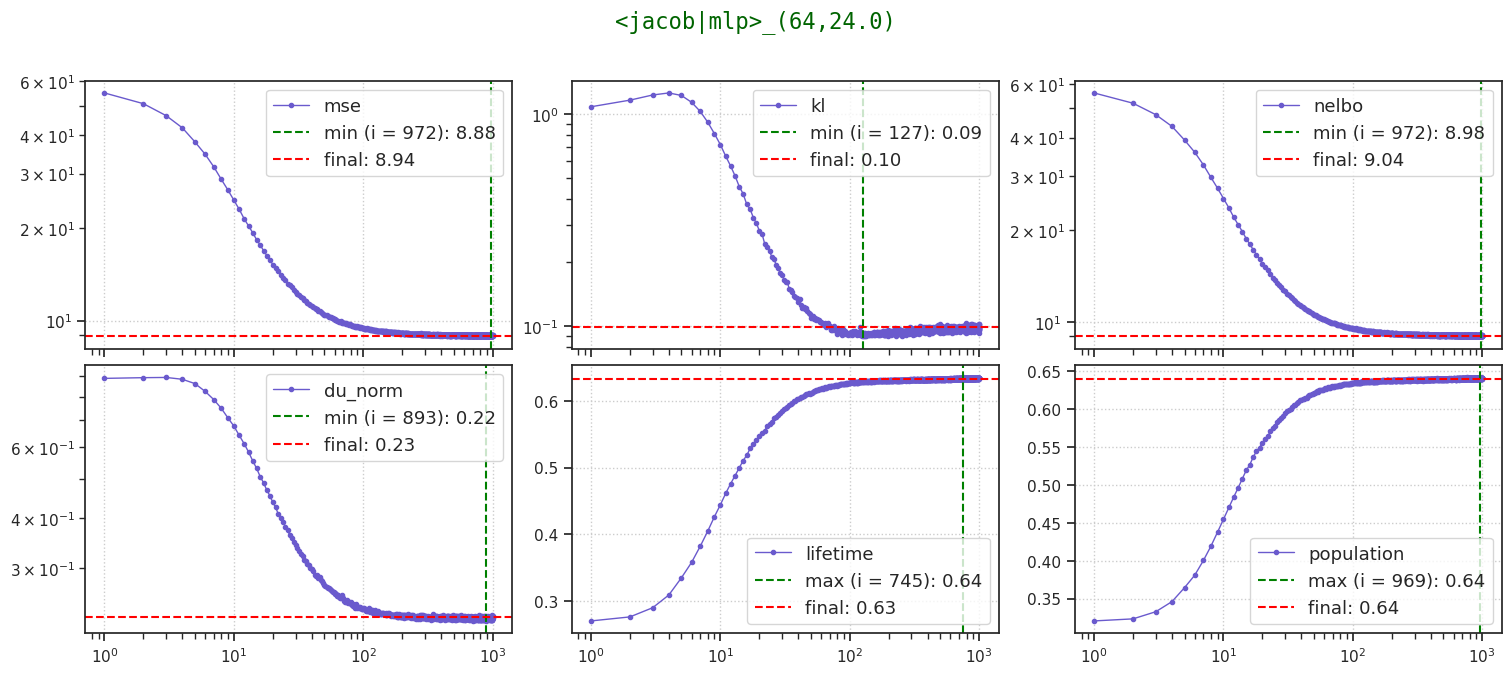 <jacob|mlp>_(64,24.0)
6 × 10¹
4 × 10¹
3 × 10¹
2 × 10¹
10¹
mse
min (i = 972): 8.88
final: 8.94
10⁰
10⁻¹
kl
min (i = 127): 0.09
final: 0.10
6 × 10¹
4 × 10¹
3 × 10¹
2 × 10¹
10¹
nelbo
min (i = 972): 8.98
final: 9.04
6 × 10⁻¹
4 × 10⁻¹
3 × 10⁻¹
du_norm
min (i = 893): 0.22
final: 0.23
10⁰ 10¹ 10² 10³
0.6
0.5
0.4
0.3
lifetime
max (i = 745): 0.64
final: 0.63
10⁰ 10¹ 10² 10³
0.65
0.60
0.55
0.50
0.45
0.40
0.35
population
max (i = 969): 0.64
final: 0.64
10⁰ 10¹ 10² 10³